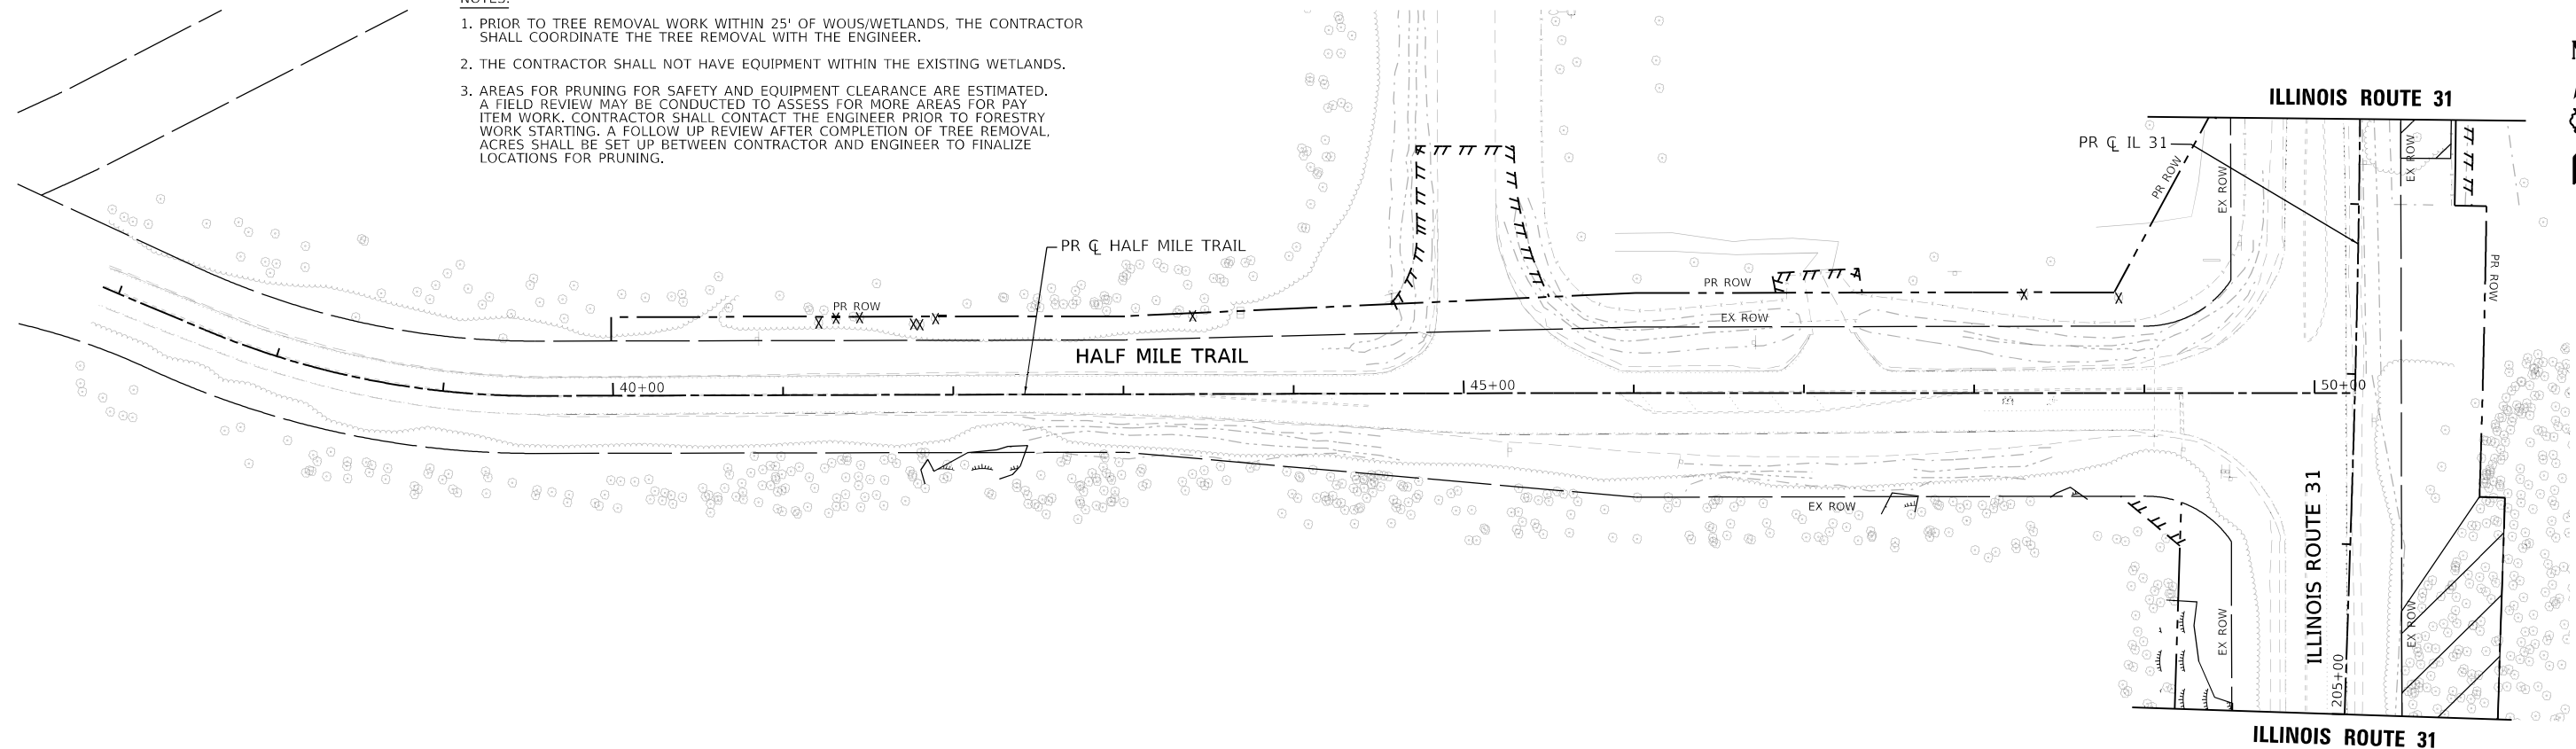 NOTES:
1. PRIOR TO TREE REMOVAL WORK WITHIN 25' OF WOUS/WETLANDS, THE CONTRACTOR
SHALL COORDINATE THE TREE REMOVAL WITH THE ENGINEER.
2. THE CONTRACTOR SHALL NOT HAVE EQUIPMENT WITHIN THE EXISTING WETLANDS.
3. AREAS FOR PRUNING FOR SAFETY AND EQUIPMENT CLEARANCE ARE ESTIMATED.
A FIELD REVIEW MAY BE CONDUCTED TO ASSESS FOR MORE AREAS FOR PAY
ITEM WORK. CONTRACTOR SHALL CONTACT THE ENGINEER PRIOR TO FORESTRY
WORK STARTING. A FOLLOW UP REVIEW AFTER COMPLETION OF TREE REMOVAL,
ACRES SHALL BE SET UP BETWEEN CONTRACTOR AND ENGINEER TO FINALIZE
LOCATIONS FOR PRUNING.
ILLINOIS ROUTE 31
PR ℄ IL 31
PR ROW
EX ROW
EX ROW
PR ROW
PR ℄ HALF MILE TRAIL
PR ROW
PR ROW
EX ROW
HALF MILE TRAIL
40+00
45+00
50+00
EX ROW
ILLINOIS ROUTE 31
EX ROW
EX ROW
205+00
ILLINOIS ROUTE 31